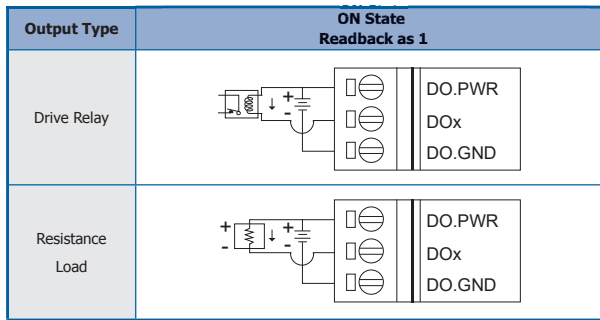 Output Type
ON State
Readback as 1
Drive Relay
+
-
DO.PWR
DOx
DO.GND
Resistance
Load
+
-
+
-
DO.PWR
DOx
DO.GND